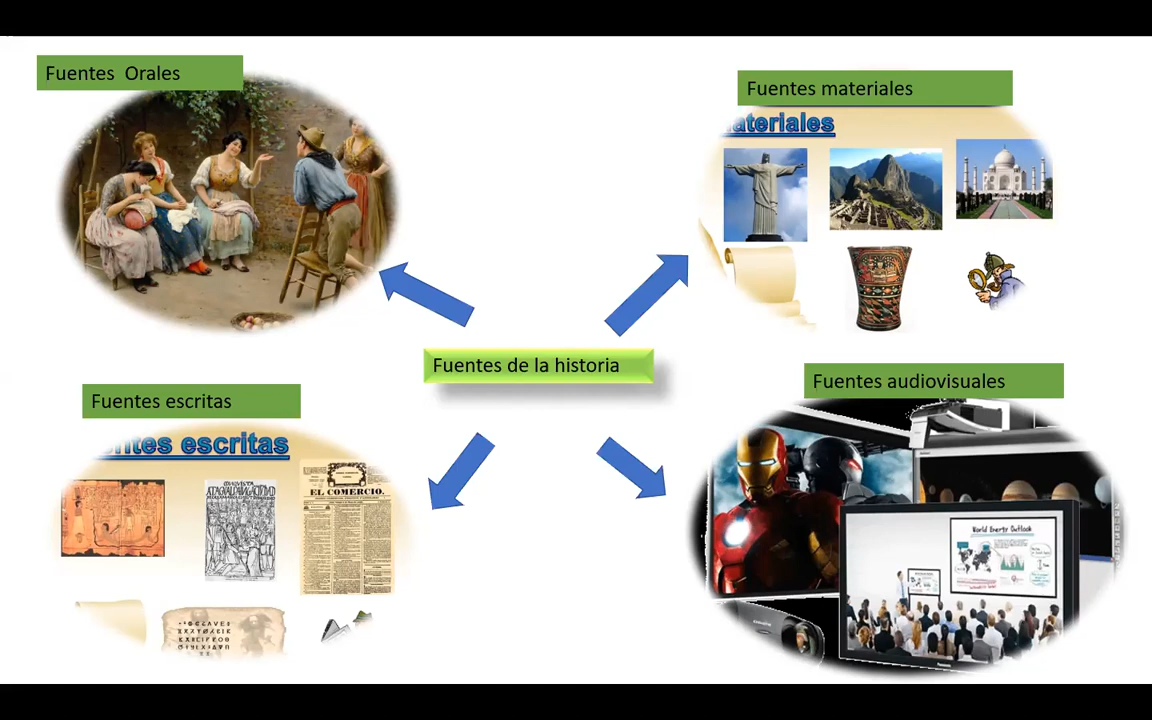 Fuentes Orales
Fuentes materiales
ateriales
Fuentes de la historia
Fuentes escritas
ntes escritas
EL COMERCIO.
Fuentes audiovisuales
World Energy Outlook